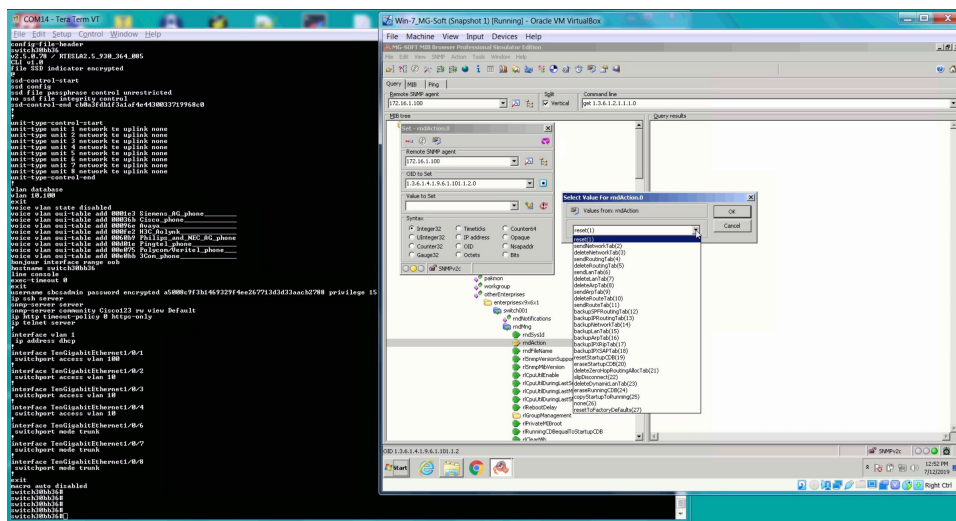 COM14 - Tera Term VT
File Edit Setup Control Window Help
config-file-header
switch30bb36
v2.5.0.78 / RTESLA2.5_930_364_085
CLI v1.0
file SSD indicator encrypted
@
ssd-control-start
ssd config
ssd file passphrase control unrestricted
no ssd file integrity control
!
unit-type-control-start
unit-type unit 1 network te uplink none
unit-type unit 2 network te uplink none
unit-type unit 3 network te uplink none
unit-type unit 4 network te uplink none
unit-type unit 5 network te uplink none
unit-type unit 6 network te uplink none
unit-type unit 7 network te uplink none
unit-type unit 8 network te uplink none
unit-type-control-end
!
vlan database
vlan 10,100
exit
voice vlan state disabled
voice vlan oui-table add 0001e3 Siemens_AG_phone________
voice vlan oui-table add 00036b Cisco_phone_____________
voice vlan oui-table add 00096e Avaya___________________
voice vlan oui-table add 000fe2 H3C_Aolynk______________
voice vlan oui-table add 0060b9 Philips_and_NEC_AG_phone
voice vlan oui-table add 00d01e Pingtel_phone___________
voice vlan oui-table add 00e075 Polycom/Veritel_phone___
voice vlan oui-table add 00e0bb 3Com_phone______________
bonjour interface range oob
hostname switch30bb36
line console
exec-timeout 0
exit
username sbcsadmin password encrypted privilege 15
ip ssh server
snmp-server server
snmp-server community Cisco123 rw view Default
ip http timeout-policy 0 https-only
ip telnet server
!
interface vlan 1
ip address dhcp
!
interface TenGigabitEthernet1/0/1
switchport access vlan 100
!
interface TenGigabitEthernet1/0/2
switchport access vlan 10
!
interface TenGigabitEthernet1/0/3
switchport access vlan 10
!
interface TenGigabitEthernet1/0/4
switchport access vlan 10
!
interface TenGigabitEthernet1/0/6
switchport mode trunk
!
interface TenGigabitEthernet1/0/7
switchport mode trunk
!
interface TenGigabitEthernet1/0/8
switchport mode trunk
!
exit
macro auto disabled
switch30bb36#
switch30bb36#
switch30bb36#
switch30bb36#
Win-7_MG-Soft (Snapshot 1) [Running] - Oracle VM VirtualBox
File Machine View Input Devices Help
MG-SOFT MIB Browser Professional Simulator Edition
File Edit View SNMP Action Tools Window Help
Query MIB Ping
Remote SNMP agent
172.16.1.100
Split
Vertical
Command line
get 1.3.6.1.2.1.1.1.0
MIB tree
Query results
Set - rndAction.0
Remote SNMP agent
172.16.1.100
OID to Set
1.3.6.1.4.1.9.6.1.101.1.2.0
Value to Set
Syntax
Integer32 Timeticks Counter64
UInteger32 IP address Opaque
Counter32 OID Nsapaddr
Gauge32 Octets Bits
SNMPv2c
pakmon
workgroup
otherEnterprises
enterprises×9×6×1
switch001
rndNotifications
rndMng
rndSysId
rndAction
rndFileName
rlSnmpVersionSuppor
rlSnmpMibVersion
rlCpuUtilEnable
rlCpuUtilDuringLastS
rlCpuUtilDuringLastM
rlCpuUtilDuringLast5
rlRebootDelay
rlGroupManagement
rlPrivateMIBroot
rlRunningCDBequalToStartupCDB
rlClearMib
Select Value For rndAction.0
Values from: rndAction
OK
Cancel
reset(1)
reset(1)
sendNetworkTab(2)
deleteNetworkTab(3)
sendRoutingTab(4)
deleteRoutingTab(5)
sendLanTab(6)
deleteLanTab(7)
deleteArpTab(8)
sendArpTab(9)
deleteRouteTab(10)
sendRouteTab(11)
backupSPFRoutingTab(12)
backupIPRoutingTab(13)
backupNetworkTab(14)
backupLanTab(15)
backupArpTab(16)
backupIPXRipTab(17)
backupIPXSAPTab(18)
resetStartupCDB(19)
eraseStartupCDB(20)
deleteZeroHopRoutingAllocTab(21)
slipDisconnect(22)
deleteDynamicLanTab(23)
eraseRunningCDB(24)
copyStartupToRunning(25)
none(26)
resetToFactoryDefaults(27)
OID 1.3.6.1.4.1.9.6.1.101.1.2
SNMPv2c
Start
12:52 PM
7/12/2019
Right Ctrl